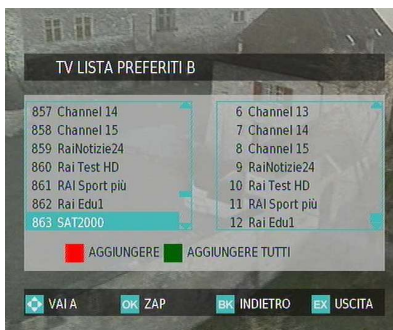 TV LISTA PREFERITI B
857 Channel 14
858 Channel 15
859 RaiNotizie24
860 Rai Test HD
861 RAI Sport più
862 Rai Edu1
863 SAT2000
6 Channel 13
7 Channel 14
8 Channel 15
9 RaiNotizie24
10 Rai Test HD
11 RAI Sport più
12 Rai Edu1
AGGIUNGERE AGGIUNGERE TUTTI
VAI A OK ZAP BK INDIETRO EX USCITA